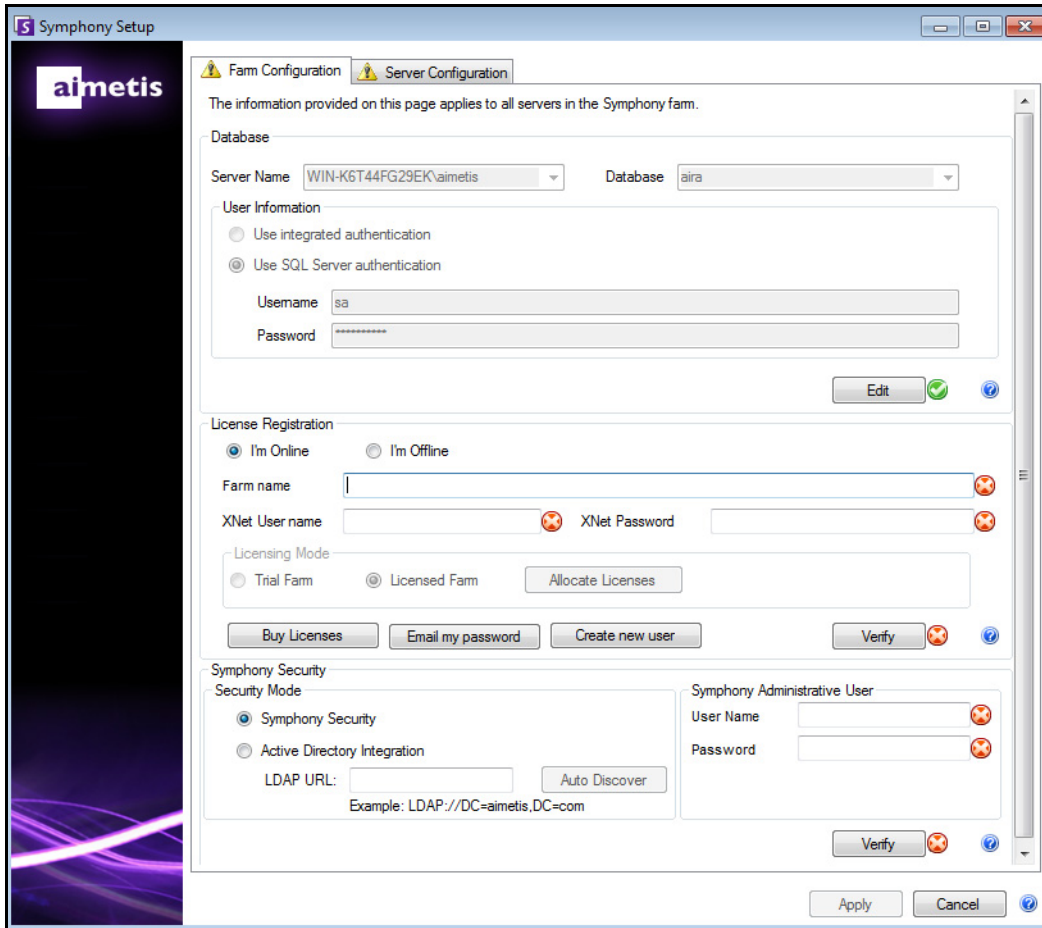 Symphony Setup
aimetis
Farm Configuration
Server Configuration
The information provided on this page applies to all servers in the Symphony farm.
Database
Server Name WIN-K6T44FG29EK\aimetis Database aira
User Information
Use integrated authentication
Use SQL Server authentication
Username sa
Password **********
Edit
License Registration
I'm Online I'm Offline
Farm name
XNet User name XNet Password
Licensing Mode
Trial Farm Licensed Farm Allocate Licenses
Buy Licenses Email my password Create new user Verify
Symphony Security
Security Mode
Symphony Security
Active Directory Integration
LDAP URL: Auto Discover
Example: LDAP://DC=aimetis,DC=com
Symphony Administrative User
User Name
Password
Verify
Apply Cancel